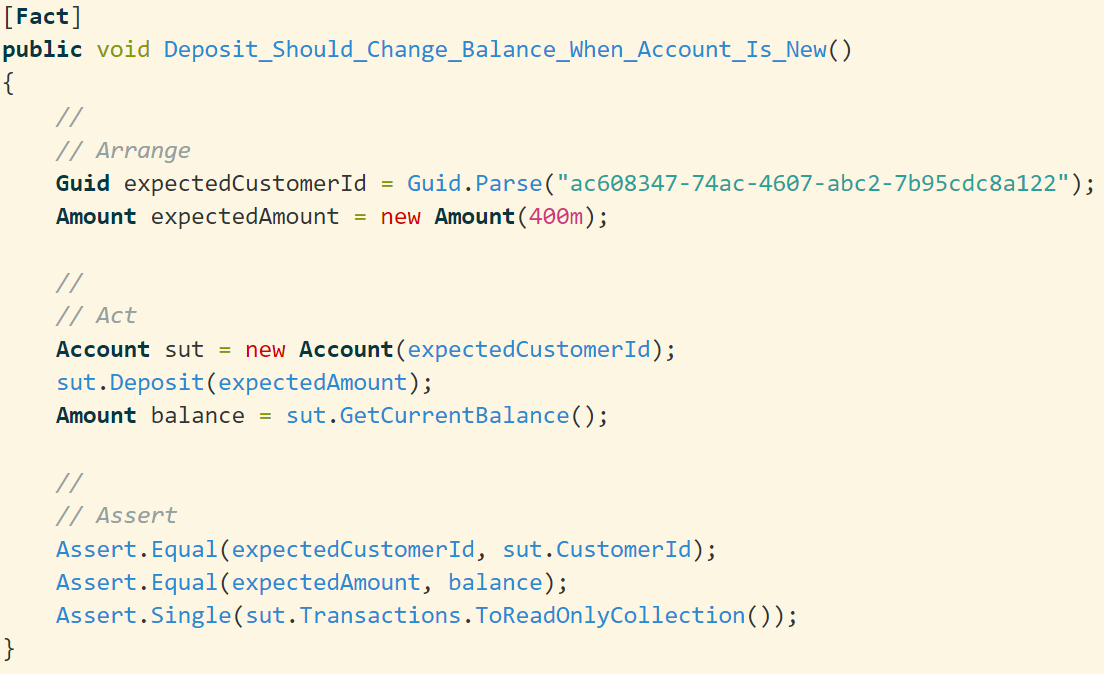 [Fact]
public void Deposit_Should_Change_Balance_When_Account_Is_New()
{
    //
    // Arrange
    Guid expectedCustomerId = Guid.Parse("ac608347-74ac-4607-abc2-7b95cdc8a122");
    Amount expectedAmount = new Amount(400m);

    //
    // Act
    Account sut = new Account(expectedCustomerId);
    sut.Deposit(expectedAmount);
    Amount balance = sut.GetCurrentBalance();

    //
    // Assert
    Assert.Equal(expectedCustomerId, sut.CustomerId);
    Assert.Equal(expectedAmount, balance);
    Assert.Single(sut.Transactions.ToReadOnlyCollection());
}